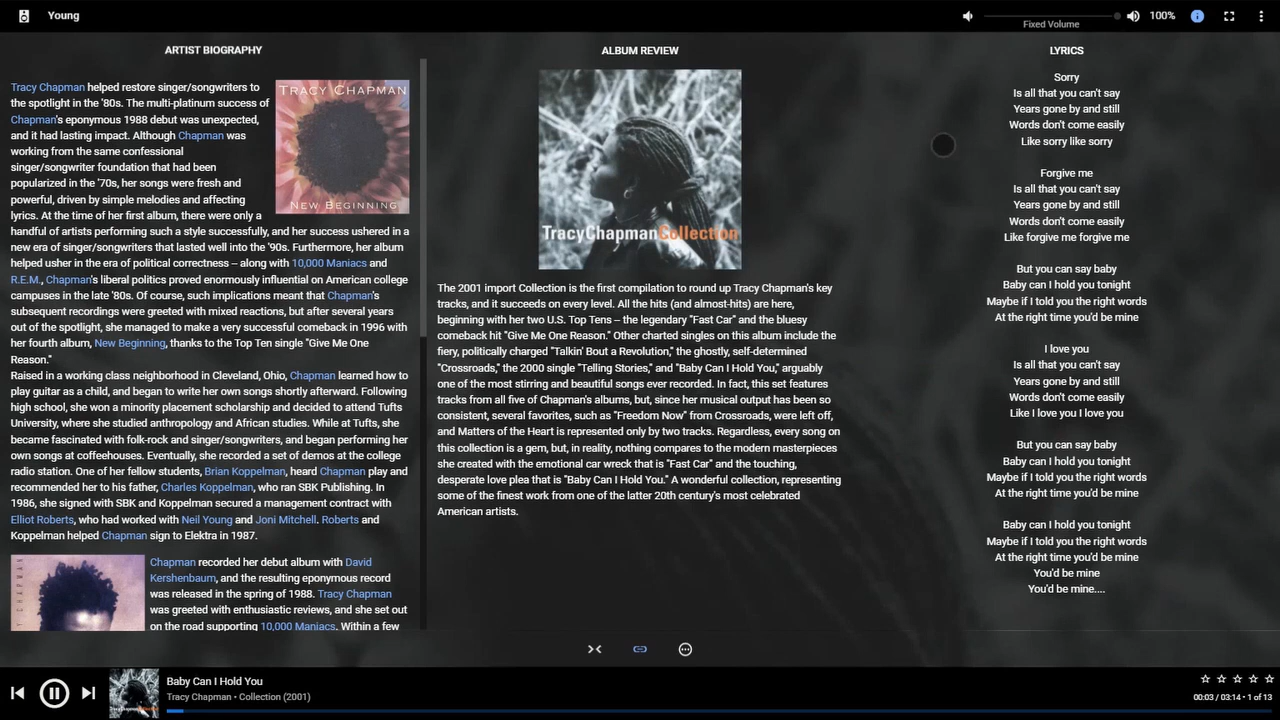 Young
Fixed Volume
100%
ARTIST BIOGRAPHY
Tracy Chapman helped restore singer/songwriters to
the spotlight in the '80s. The multi-platinum success of
Chapman's eponymous 1988 debut was unexpected,
and it had lasting impact. Although Chapman was
working from the same confessional
singer/songwriter foundation that had been
popularized in the '70s, her songs were fresh and
powerful, driven by simple melodies and affecting
lyrics. At the time of her first album, there were only a
handful of artists performing such a style successfully, and her success ushered in a
new era of singer/songwriters that lasted well into the '90s. Furthermore, her album
helped usher in the era of political correctness -- along with 10,000 Maniacs and
R.E.M., Chapman's liberal politics proved enormously influential on American college
campuses in the late '80s. Of course, such implications meant that Chapman's
subsequent recordings were greeted with mixed reactions, but after several years
out of the spotlight, she managed to make a very successful comeback in 1996 with
her fourth album, New Beginning, thanks to the Top Ten single "Give Me One
Reason."
Raised in a working class neighborhood in Cleveland, Ohio, Chapman learned how to
play guitar as a child, and began to write her own songs shortly afterward. Following
high school, she won a minority placement scholarship and decided to attend Tufts
University, where she studied anthropology and African studies. While at Tufts, she
became fascinated with folk-rock and singer/songwriters, and began performing her
own songs at coffeehouses. Eventually, she recorded a set of demos at the college
radio station. One of her fellow students, Brian Koppelman, heard Chapman play and
recommended her to his father, Charles Koppelman, who ran SBK Publishing. In
1986, she signed with SBK and Koppelman secured a management contract with
Elliot Roberts, who had worked with Neil Young and Joni Mitchell. Roberts and
Koppelman helped Chapman sign to Elektra in 1987.
Chapman recorded her debut album with David
Kershenbaum, and the resulting eponymous record
was released in the spring of 1988. Tracy Chapman
was greeted with enthusiastic reviews, and she set out
on the road supporting 10,000 Maniacs. Within a few
TRACY CHAPMAN
NEW BEGINNING
ALBUM REVIEW
TracyChapmanCollection
The 2001 import Collection is the first compilation to round up Tracy Chapman's key
tracks, and it succeeds on every level. All the hits (and almost-hits) are here,
beginning with her two U.S. Top Tens -- the legendary "Fast Car" and the bluesy
comeback hit "Give Me One Reason." Other charted singles on this album include the
fiery, politically charged "Talkin' Bout a Revolution," the ghostly, self-determined
"Crossroads," the 2000 single "Telling Stories," and "Baby Can I Hold You," arguably
one of the most stirring and beautiful songs ever recorded. In fact, this set features
tracks from all five of Chapman's albums, but, since her musical output has been so
consistent, several favorites, such as "Freedom Now" from Crossroads, were left off,
and Matters of the Heart is represented only by two tracks. Regardless, every song on
this collection is a gem, but, in reality, nothing compares to the modern masterpieces
she created with the emotional car wreck that is "Fast Car" and the touching,
desperate love plea that is "Baby Can I Hold You." A wonderful collection, representing
some of the finest work from one of the latter 20th century's most celebrated
American artists.
LYRICS
Sorry
Is all that you can't say
Years gone by and still
Words don't come easily
Like sorry like sorry
Forgive me
Is all that you can't say
Years gone by and still
Words don't come easily
Like forgive me forgive me
But you can say baby
Baby can I hold you tonight
Maybe if I told you the right words
At the right time you'd be mine
I love you
Is all that you can't say
Years gone by and still
Words don't come easily
Like I love you I love you
But you can say baby
Baby can I hold you tonight
Maybe if I told you the right words
At the right time you'd be mine
Baby can I hold you tonight
Maybe if I told you the right words
At the right time you'd be mine
You'd be mine
You'd be mine....
Baby Can I Hold You
Tracy Chapman • Collection (2001)
00:03 / 03:14 • 1 of 13